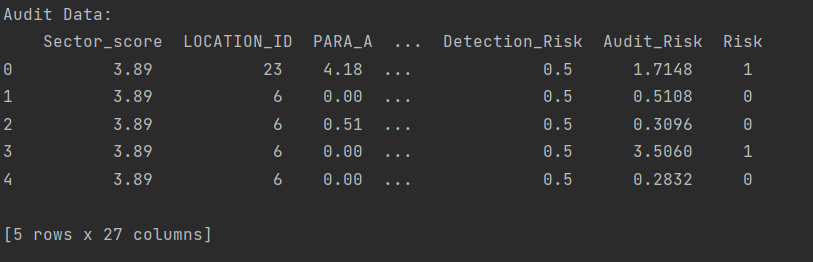 Audit Data:
   Sector_score  LOCATION_ID  PARA_A  ...  Detection_Risk  Audit_Risk  Risk
0          3.89           23    4.18  ...             0.5      1.7148     1
1          3.89            6    0.00  ...             0.5      0.5108     0
2          3.89            6    0.51  ...             0.5      0.3096     0
3          3.89            6    0.00  ...             0.5      3.5060     1
4          3.89            6    0.00  ...             0.5      0.2832     0
[5 rows x 27 columns]